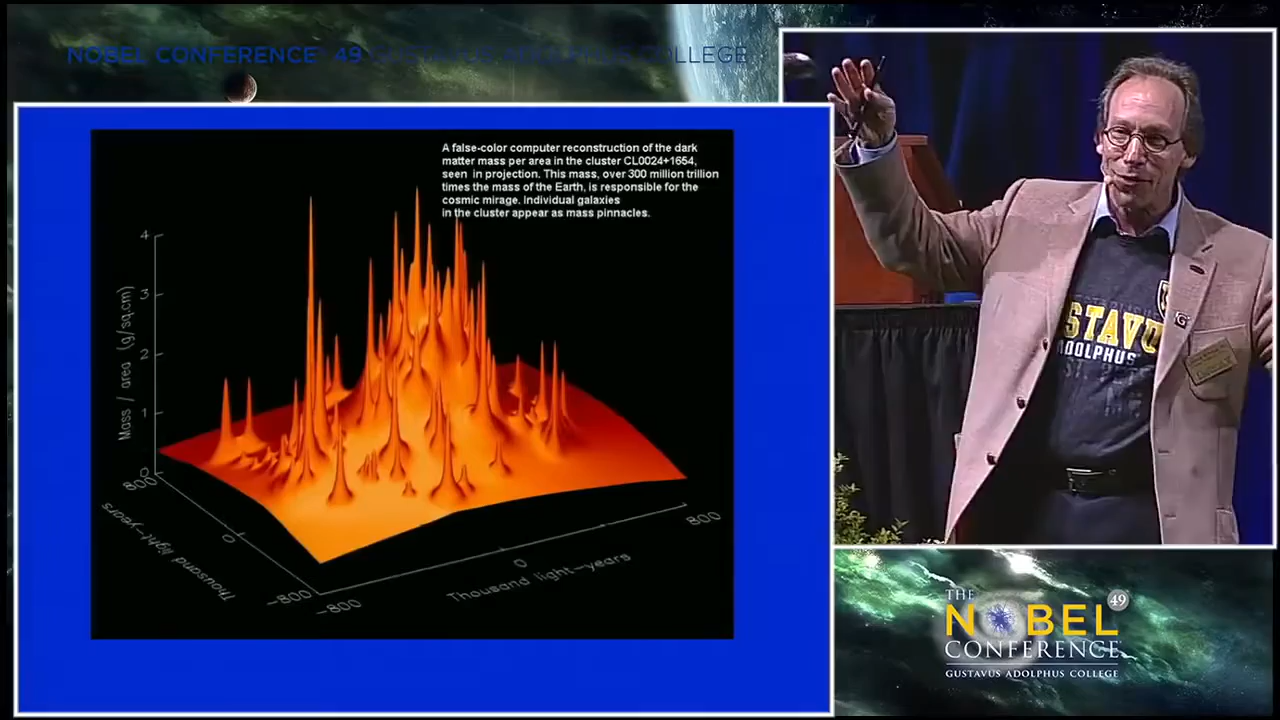 NOBEL CONFERENCE 49 GUSTAVUS ADOLPHUS COLLEGE
A false-color computer reconstruction of the dark
matter mass per area in the cluster CL0024+1654,
seen in projection. This mass, over 300 million trillion
times the mass of the Earth, is responsible for the
cosmic mirage. Individual galaxies
in the cluster appear as mass pinnacles.
4
3
2
1
0
Mass / area (g/sq.cm)
800
0
-800
Thousand light-years
-800
0
800
Thousand light-years
STAVU
ADOLPHUS
G
THE
49
NOBEL
CONFERENCE
GUSTAVUS ADOLPHUS COLLEGE